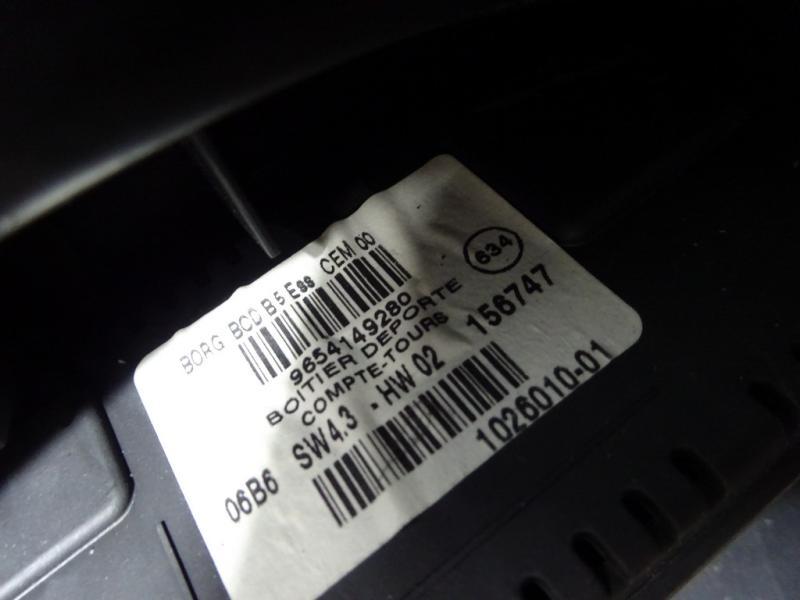 BORG BCD B5 Ess CEM 00
9654149280
634
BOITIER DEPORTE
COMPTE-TOURS
06B6 SW4.3 - HW 02 156747
1026010-01